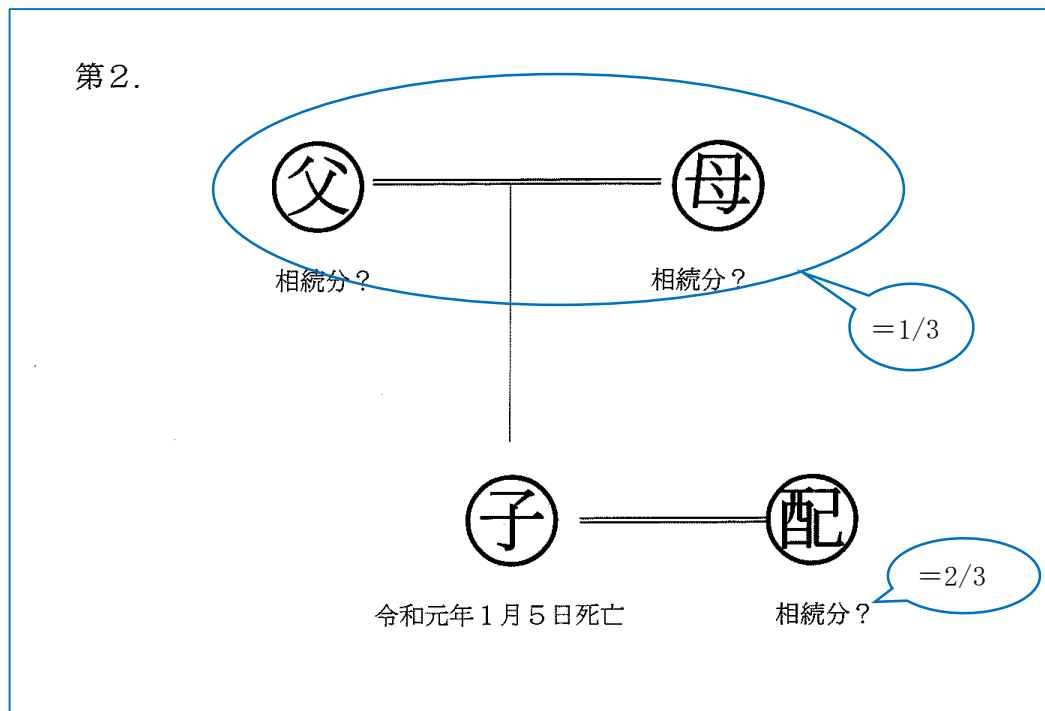 第２.
父 母
相続分？ 相続分？
＝1/3
子 配
＝2/3
令和元年１月５日死亡 相続分？